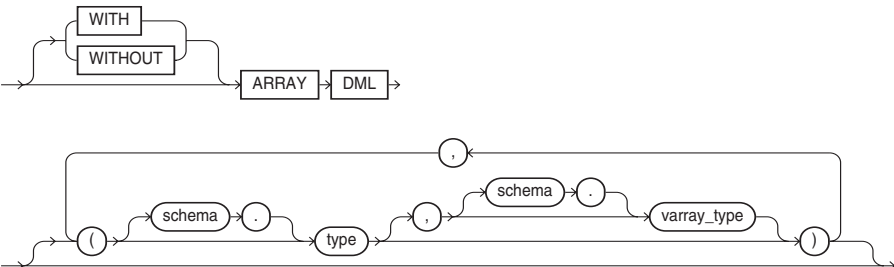 WITH
WITHOUT
ARRAY DML
,
schema . schema .
( type , varray_type )